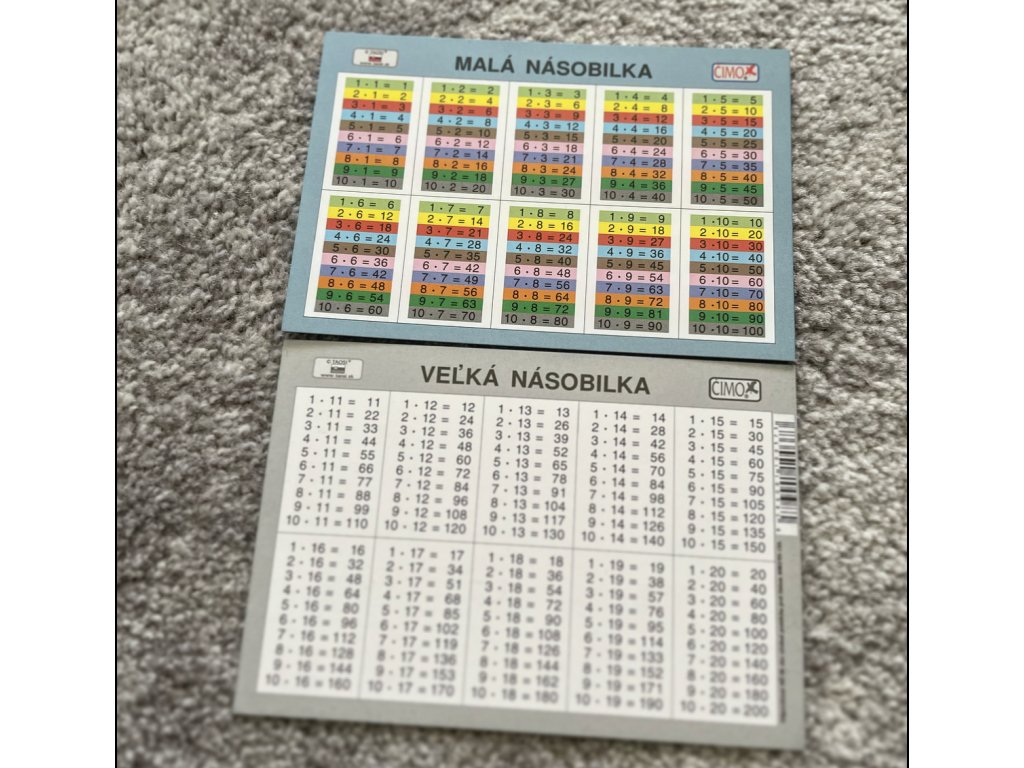 © TAOSI
www.taosi.sk
MALÁ NÁSOBILKA
ČIMO
1 · 1 = 1
2 · 1 = 2
3 · 1 = 3
4 · 1 = 4
5 · 1 = 5
6 · 1 = 6
7 · 1 = 7
8 · 1 = 8
9 · 1 = 9
10 · 1 = 10
1 · 2 = 2
2 · 2 = 4
3 · 2 = 6
4 · 2 = 8
5 · 2 = 10
6 · 2 = 12
7 · 2 = 14
8 · 2 = 16
9 · 2 = 18
10 · 2 = 20
1 · 3 = 3
2 · 3 = 6
3 · 3 = 9
4 · 3 = 12
5 · 3 = 15
6 · 3 = 18
7 · 3 = 21
8 · 3 = 24
9 · 3 = 27
10 · 3 = 30
1 · 4 = 4
2 · 4 = 8
3 · 4 = 12
4 · 4 = 16
5 · 4 = 20
6 · 4 = 24
7 · 4 = 28
8 · 4 = 32
9 · 4 = 36
10 · 4 = 40
1 · 5 = 5
2 · 5 = 10
3 · 5 = 15
4 · 5 = 20
5 · 5 = 25
6 · 5 = 30
7 · 5 = 35
8 · 5 = 40
9 · 5 = 45
10 · 5 = 50
1 · 6 = 6
2 · 6 = 12
3 · 6 = 18
4 · 6 = 24
5 · 6 = 30
6 · 6 = 36
7 · 6 = 42
8 · 6 = 48
9 · 6 = 54
10 · 6 = 60
1 · 7 = 7
2 · 7 = 14
3 · 7 = 21
4 · 7 = 28
5 · 7 = 35
6 · 7 = 42
7 · 7 = 49
8 · 7 = 56
9 · 7 = 63
10 · 7 = 70
1 · 8 = 8
2 · 8 = 16
3 · 8 = 24
4 · 8 = 32
5 · 8 = 40
6 · 8 = 48
7 · 8 = 56
8 · 8 = 64
9 · 8 = 72
10 · 8 = 80
1 · 9 = 9
2 · 9 = 18
3 · 9 = 27
4 · 9 = 36
5 · 9 = 45
6 · 9 = 54
7 · 9 = 63
8 · 9 = 72
9 · 9 = 81
10 · 9 = 90
1 · 10 = 10
2 · 10 = 20
3 · 10 = 30
4 · 10 = 40
5 · 10 = 50
6 · 10 = 60
7 · 10 = 70
8 · 10 = 80
9 · 10 = 90
10 · 10 = 100
© TAOSI®
www.taosi.sk
VEĽKÁ NÁSOBILKA
ČIMO
1 · 11 = 11
2 · 11 = 22
3 · 11 = 33
4 · 11 = 44
5 · 11 = 55
6 · 11 = 66
7 · 11 = 77
8 · 11 = 88
9 · 11 = 99
10 · 11 = 110
1 · 12 = 12
2 · 12 = 24
3 · 12 = 36
4 · 12 = 48
5 · 12 = 60
6 · 12 = 72
7 · 12 = 84
8 · 12 = 96
9 · 12 = 108
10 · 12 = 120
1 · 13 = 13
2 · 13 = 26
3 · 13 = 39
4 · 13 = 52
5 · 13 = 65
6 · 13 = 78
7 · 13 = 91
8 · 13 = 104
9 · 13 = 117
10 · 13 = 130
1 · 14 = 14
2 · 14 = 28
3 · 14 = 42
4 · 14 = 56
5 · 14 = 70
6 · 14 = 84
7 · 14 = 98
8 · 14 = 112
9 · 14 = 126
10 · 14 = 140
1 · 15 = 15
2 · 15 = 30
3 · 15 = 45
4 · 15 = 60
5 · 15 = 75
6 · 15 = 90
7 · 15 = 105
8 · 15 = 120
9 · 15 = 135
10 · 15 = 150
1 · 16 = 16
2 · 16 = 32
3 · 16 = 48
4 · 16 = 64
5 · 16 = 80
6 · 16 = 96
7 · 16 = 112
8 · 16 = 128
9 · 16 = 144
10 · 16 = 160
1 · 17 = 17
2 · 17 = 34
3 · 17 = 51
4 · 17 = 68
5 · 17 = 85
6 · 17 = 102
7 · 17 = 119
8 · 17 = 136
9 · 17 = 153
10 · 17 = 170
1 · 18 = 18
2 · 18 = 36
3 · 18 = 54
4 · 18 = 72
5 · 18 = 90
6 · 18 = 108
7 · 18 = 126
8 · 18 = 144
9 · 18 = 162
10 · 18 = 180
1 · 19 = 19
2 · 19 = 38
3 · 19 = 57
4 · 19 = 76
5 · 19 = 95
6 · 19 = 114
7 · 19 = 133
8 · 19 = 152
9 · 19 = 171
10 · 19 = 190
1 · 20 = 20
2 · 20 = 40
3 · 20 = 60
4 · 20 = 80
5 · 20 = 100
6 · 20 = 120
7 · 20 = 140
8 · 20 = 160
9 · 20 = 180
10 · 20 = 200